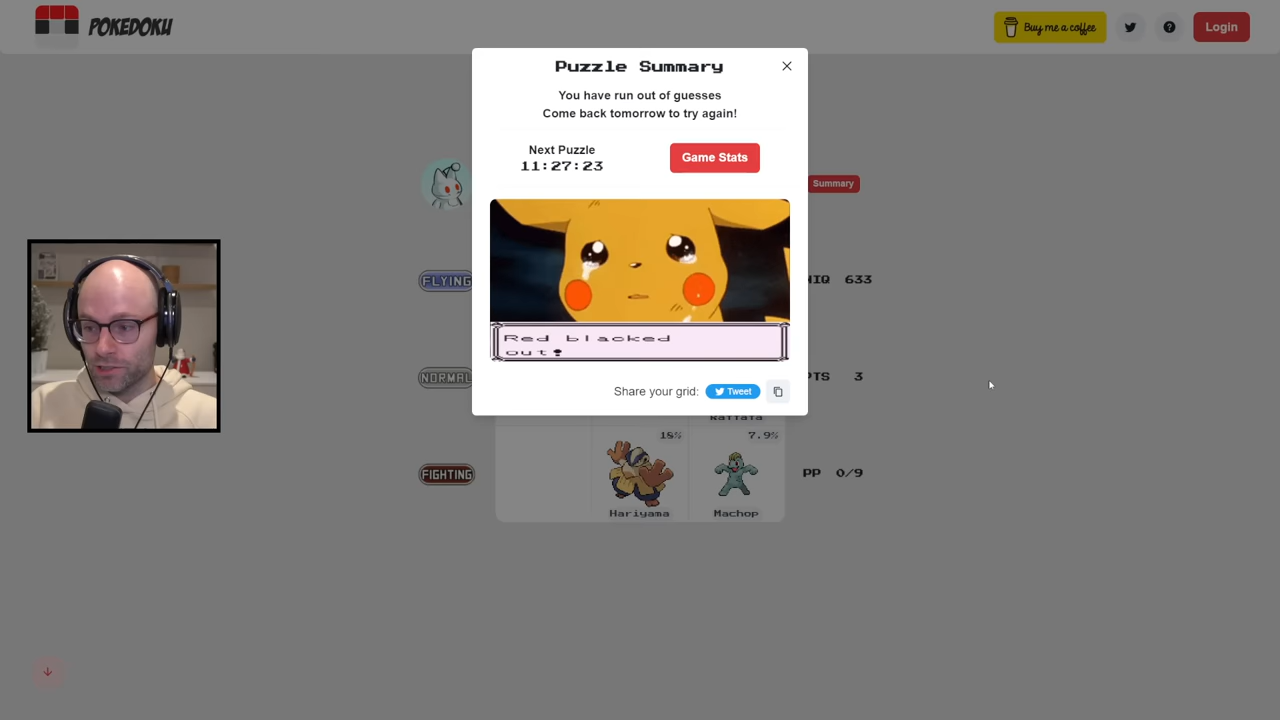 POKEDOKU
Buy me a coffee
Login
Puzzle Summary
You have run out of guesses
Come back tomorrow to try again!
Next Puzzle
11:27:23
Game Stats
Summary
FLYING
NIQ 633
Red blacked
out!
NORMAL
PTS 3
Share your grid:
Tweet
Rattata
18%
7.9%
FIGHTING
PP 0/9
Hariyama
Machop